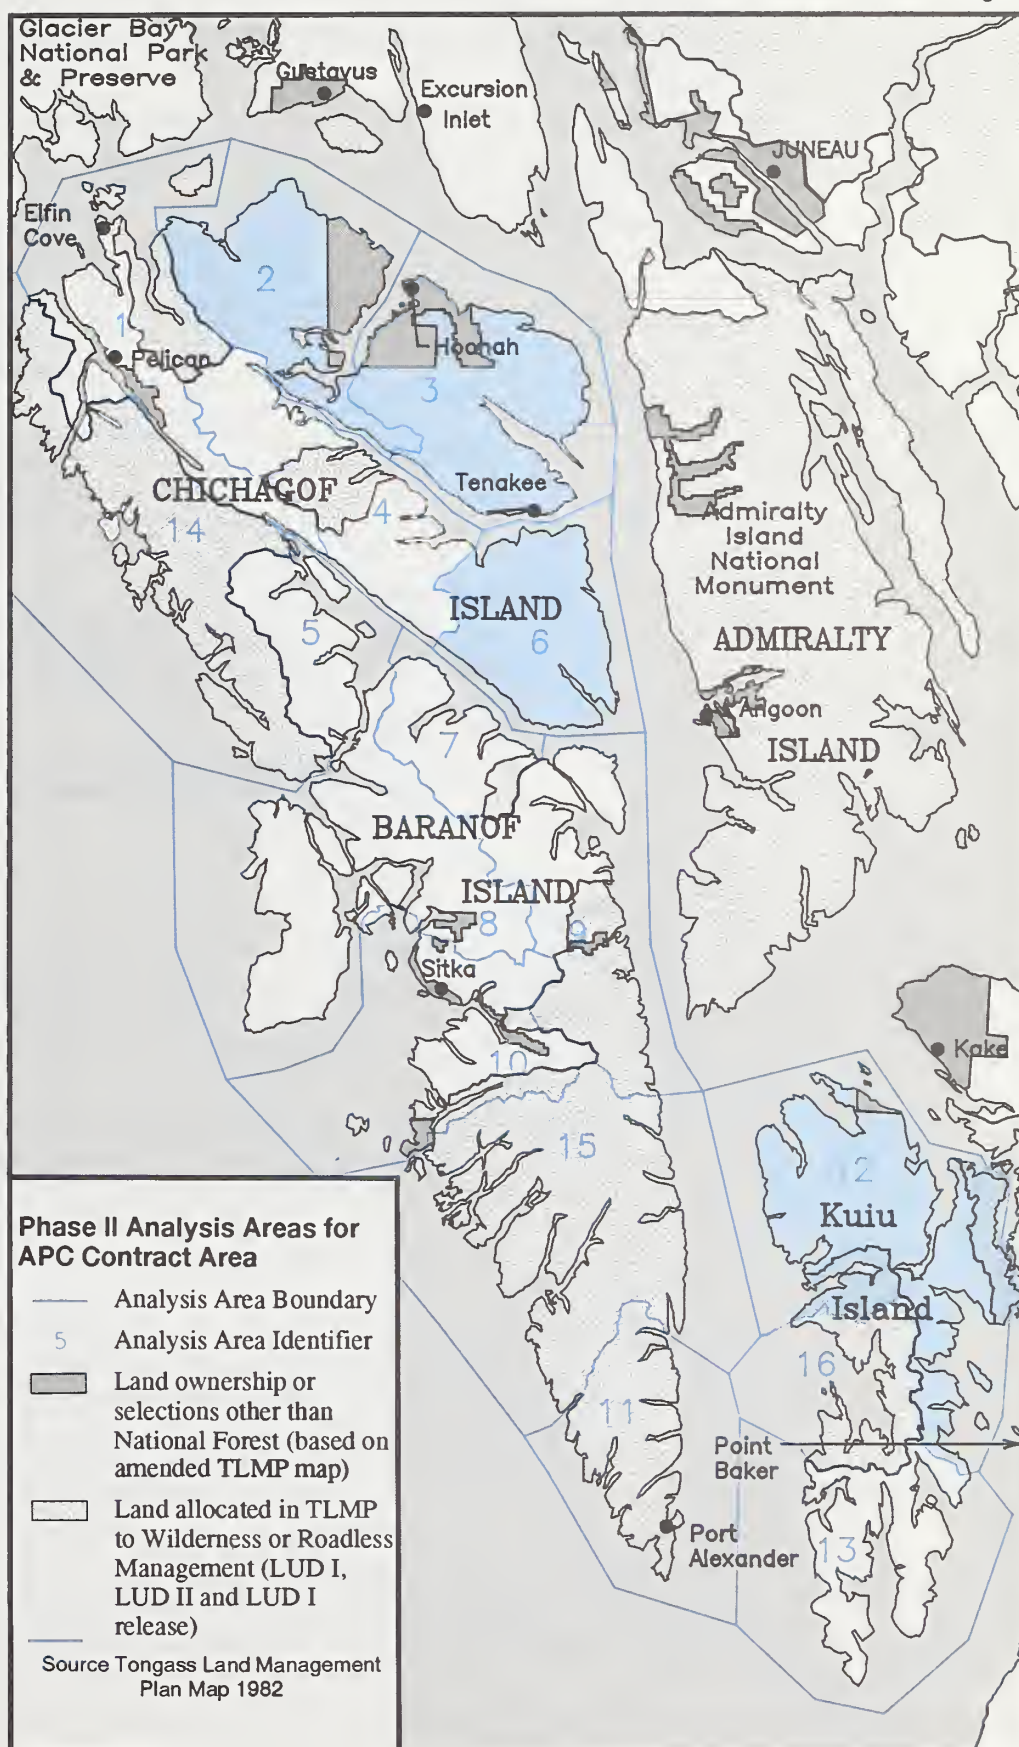 Glacier Bay
National Park
& Preserve
Gustavus
Excursion
Inlet
JUNEAU
Elfin
Cove
2
1
Pelican
Hoonah
3
Tenakee
CHICHAGOF
4
14
Admiralty
Island
National
Monument
ISLAND
5
6
ADMIRALTY
Angoon
7
ISLAND
BARANOF
ISLAND
8
9
Sitka
10
Kake
15
12
Kuiu
Island
16
11
Point
Baker
Port
Alexander
13
Phase II Analysis Areas for
APC Contract Area
Analysis Area Boundary
5 Analysis Area Identifier
Land ownership or
selections other than
National Forest (based on
amended TLMP map)
Land allocated in TLMP
to Wilderness or Roadless
Management (LUD I,
LUD II and LUD I
release)
Source Tongass Land Management
Plan Map 1982